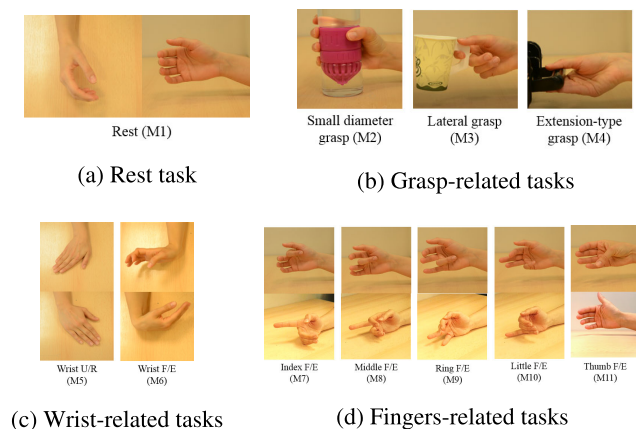 Rest (M1)
(a) Rest task
Small diameter
grasp (M2)
Lateral grasp
(M3)
Extension-type
grasp (M4)
(b) Grasp-related tasks
Wrist U/R
(M5)
Wrist F/E
(M6)
(c) Wrist-related tasks
Index F/E
(M7)
Middle F/E
(M8)
Ring F/E
(M9)
Little F/E
(M10)
Thumb F/E
(M11)
(d) Fingers-related tasks